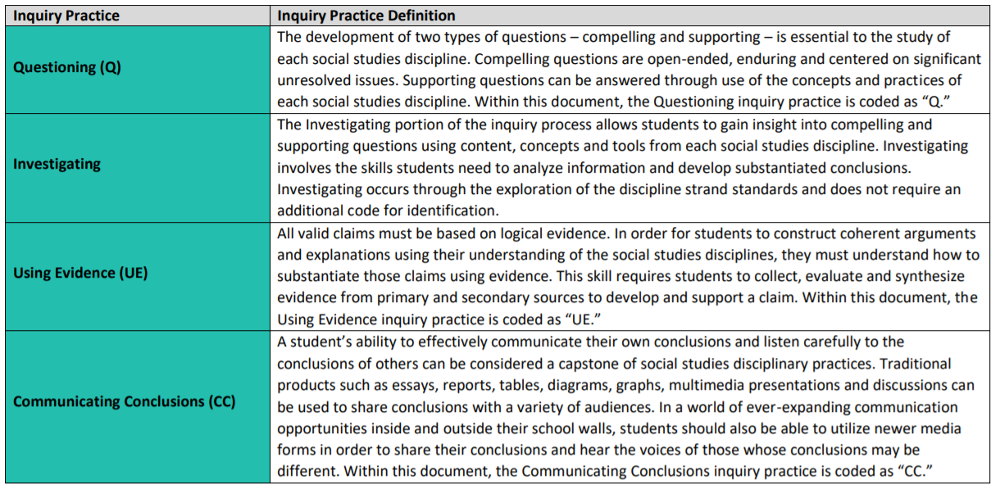 Inquiry Practice
Inquiry Practice Definition
Questioning (Q)
The development of two types of questions – compelling and supporting – is essential to the study of
each social studies discipline. Compelling questions are open-ended, enduring and centered on significant
unresolved issues. Supporting questions can be answered through use of the concepts and practices of
each social studies discipline. Within this document, the Questioning inquiry practice is coded as “Q.”
Investigating
The Investigating portion of the inquiry process allows students to gain insight into compelling and
supporting questions using content, concepts and tools from each social studies discipline. Investigating
involves the skills students need to analyze information and develop substantiated conclusions.
Investigating occurs through the exploration of the discipline strand standards and does not require an
additional code for identification.
Using Evidence (UE)
All valid claims must be based on logical evidence. In order for students to construct coherent arguments
and explanations using their understanding of the social studies disciplines, they must understand how to
substantiate those claims using evidence. This skill requires students to collect, evaluate and synthesize
evidence from primary and secondary sources to develop and support a claim. Within this document, the
Using Evidence inquiry practice is coded as “UE.”
Communicating Conclusions (CC)
A student’s ability to effectively communicate their own conclusions and listen carefully to the
conclusions of others can be considered a capstone of social studies disciplinary practices. Traditional
products such as essays, reports, tables, diagrams, graphs, multimedia presentations and discussions can
be used to share conclusions with a variety of audiences. In a world of ever-expanding communication
opportunities inside and outside their school walls, students should also be able to utilize newer media
forms in order to share their conclusions and hear the voices of those whose conclusions may be
different. Within this document, the Communicating Conclusions inquiry practice is coded as “CC.”